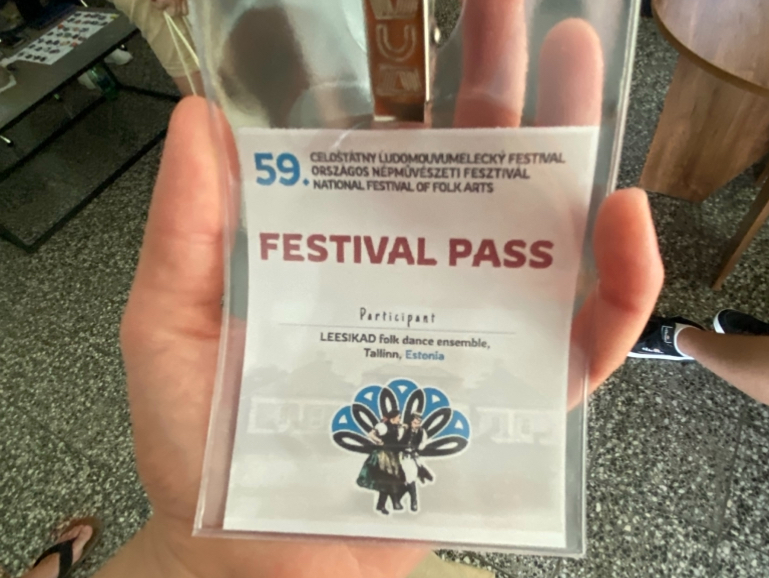 59. CELOŠTÁTNY ĽUDOMOUVUMELECKÝ FESTIVAL
ORSZÁGOS NÉPMŰVÉSZETI FESZTIVÁL
NATIONAL FESTIVAL OF FOLK ARTS
FESTIVAL PASS
Participant
LEESIKAD folk dance ensemble,
Tallinn, Estonia